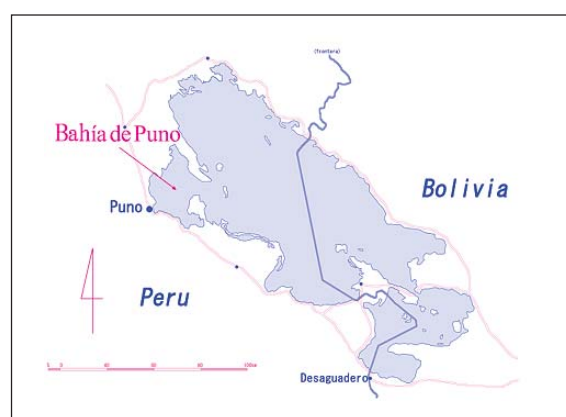 (frontera)
Bahía de Puno
Bolivia
Puno
Peru
Desaguadero